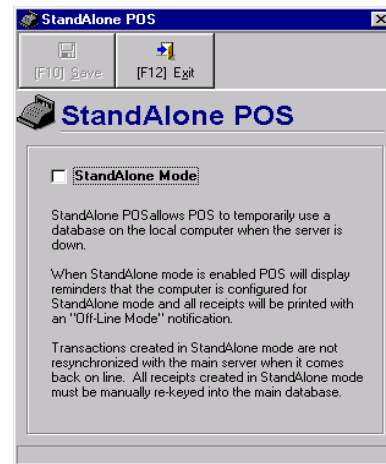 StandAlone POS
[F10] Save
[F12] Exit
StandAlone POS
StandAlone Mode
StandAlone POSallows POS to temporarily use a
database on the local computer when the server is
down.
When StandAlone mode is enabled POS will display
reminders that the computer is configured for
StandAlone mode and all receipts will be printed with
an "Off-Line Mode" notification.
Transactions created in StandAlone mode are not
resynchronized with the main server when it comes
back on line. All receipts created in StandAlone mode
must be manually re-keyed into the main database.